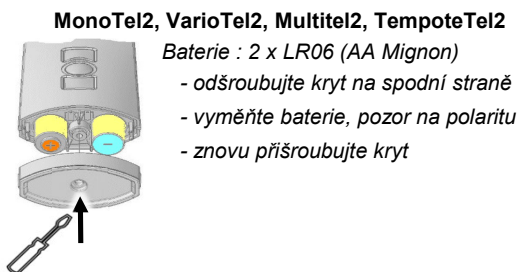 MonoTel2, VarioTel2, Multitel2, TempoteTel2
Baterie : 2 x LR06 (AA Mignon)
- odšroubujte kryt na spodní straně
- vyměňte baterie, pozor na polaritu
- znovu přišroubujte kryt